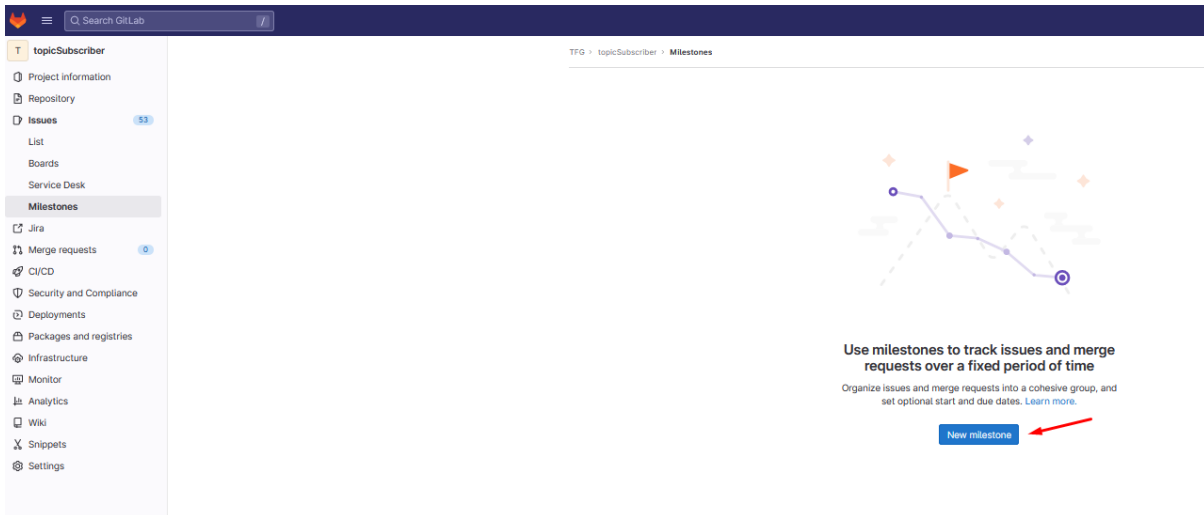 Search GitLab /
T topicSubscriber
Project information
Repository
Issues 53
List
Boards
Service Desk
Milestones
Jira
Merge requests 0
CI/CD
Security and Compliance
Deployments
Packages and registries
Infrastructure
Monitor
Analytics
Wiki
Snippets
Settings
TFG > topicSubscriber > Milestones
Use milestones to track issues and merge
requests over a fixed period of time
Organize issues and merge requests into a cohesive group, and
set optional start and due dates. Learn more.
New milestone